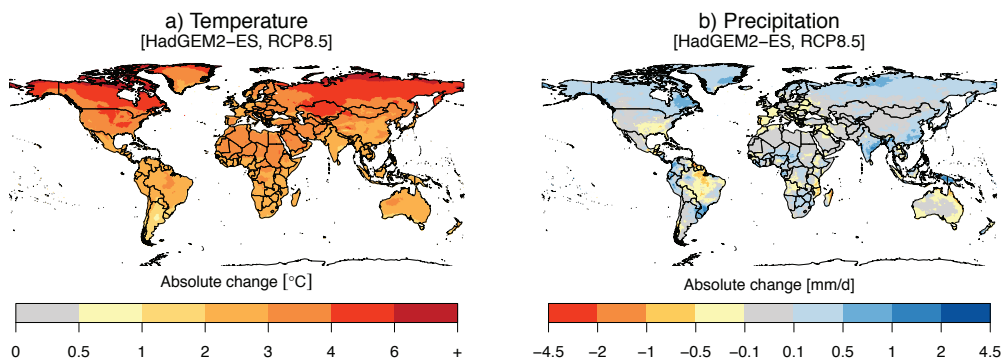 a) Temperature
[HadGEM2−ES, RCP8.5]
Absolute change [°C]
0 0.5 1 2 3 4 6 +
b) Precipitation
[HadGEM2−ES, RCP8.5]
Absolute change [mm/d]
−4.5 −2 −1 −0.5 −0.1 0.1 0.5 1 2 4.5